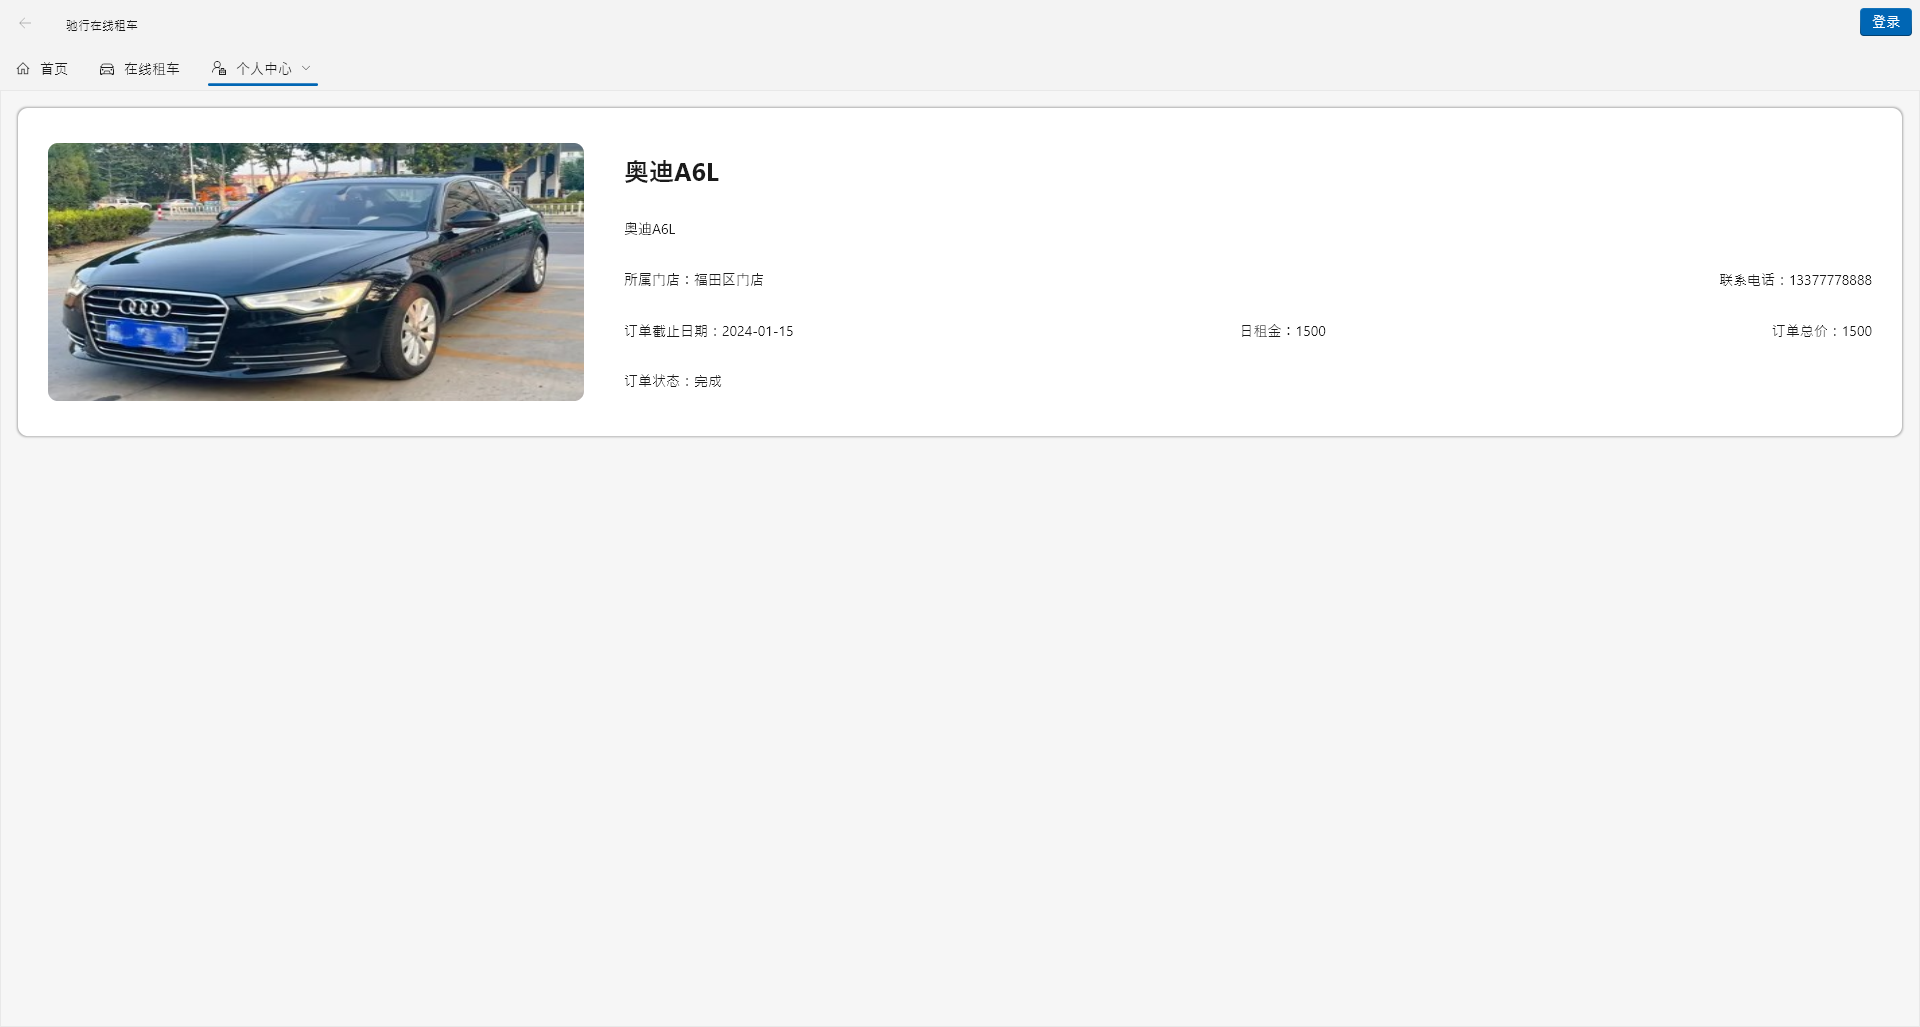 驰行在线租车
登录
首页
在线租车
个人中心
奥迪A6L
奥迪A6L
所属门店：福田区门店
联系电话：13377778888
订单截止日期：2024-01-15
日租金：1500
订单总价：1500
订单状态：完成